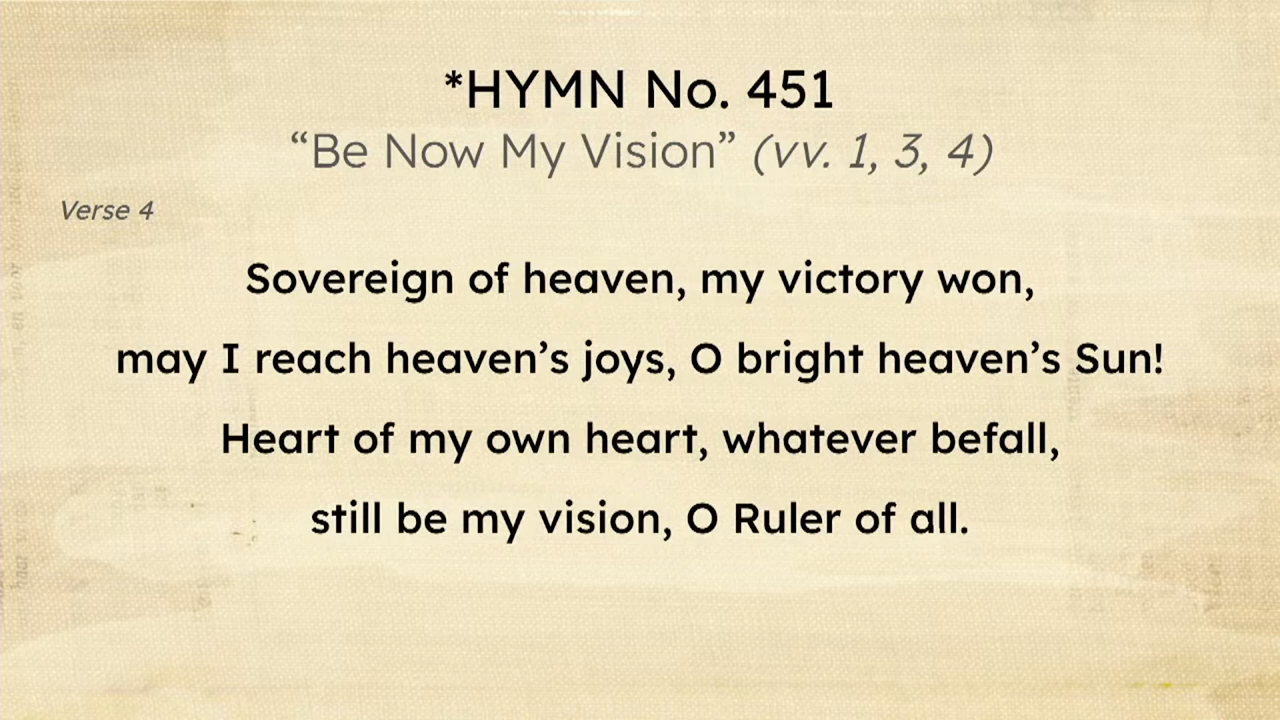 *HYMN No. 451
“Be Now My Vision” (vv. 1, 3, 4)
Verse 4
Sovereign of heaven, my victory won,
may I reach heaven’s joys, O bright heaven’s Sun!
Heart of my own heart, whatever befall,
still be my vision, O Ruler of all.